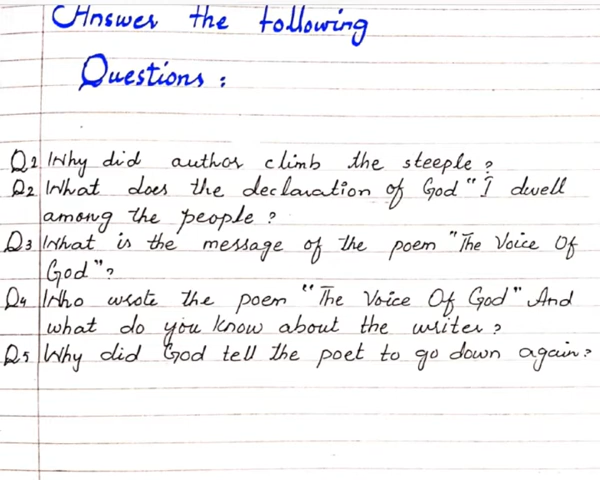 Answer the following
Questions :
Q1 Why did author climb the steeple ?
Q2 What does the declaration of God "I dwell
among the people ?
Q3 What is the message of the poem "The Voice Of
God"?
Q4 Who wrote the poem "The Voice Of God" And
what do you know about the writer ?
Q5 Why did God tell the poet to go down again?